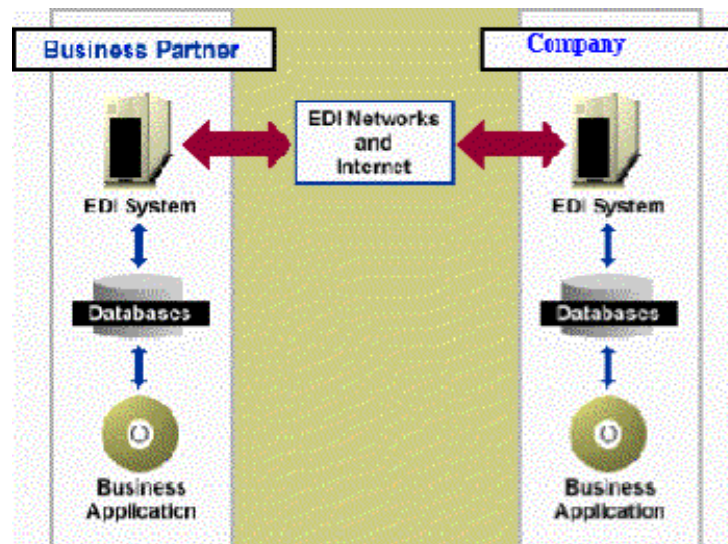 Business Partner
Company
EDI Networks
and
Internet
EDI System
EDI System
Databases
Databases
Business
Application
Business
Application